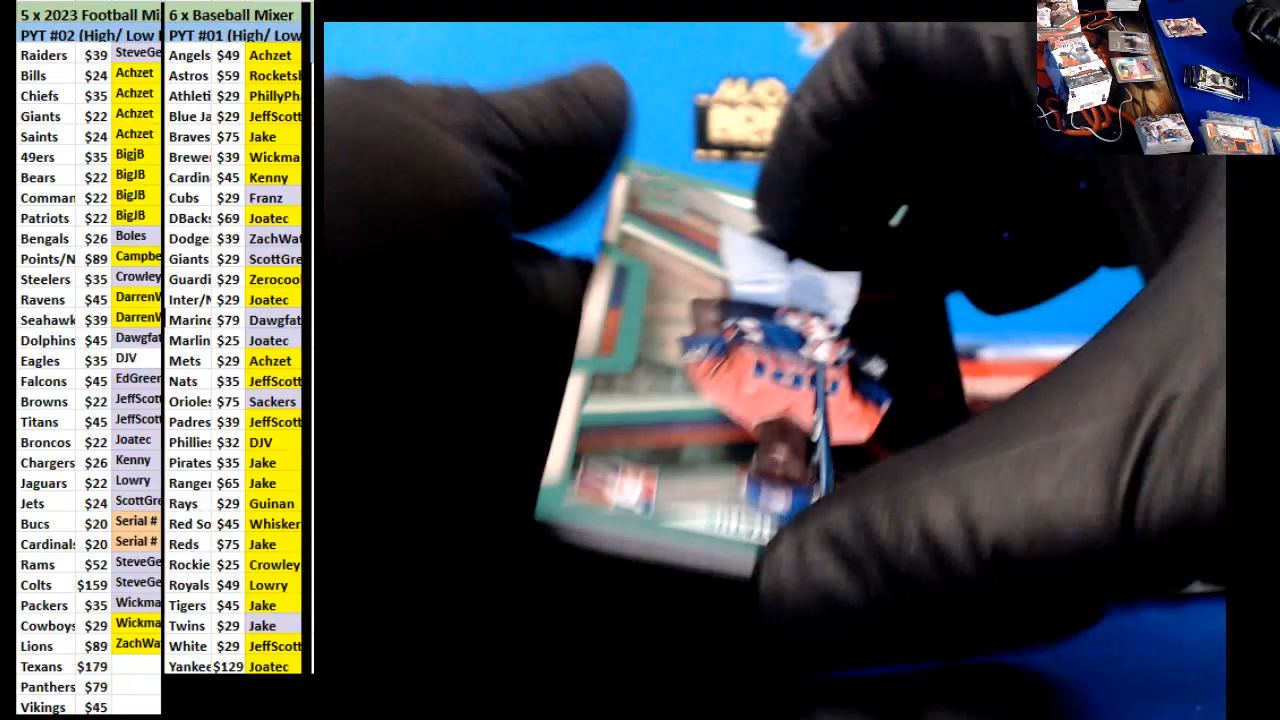 5 x 2023 Football Mi
PYT #02 (High/ Low
Raiders $39 SteveGe
Bills $24 Achzet
Chiefs $35 Achzet
Giants $22 Achzet
Saints $24 Achzet
49ers $35 BigjB
Bears $22 BigJB
Comman $22 BigJB
Patriots $22 BigJB
Bengals $26 Boles
Points/N $89 Campbe
Steelers $35 Crowley
Ravens $45 DarrenW
Seahawk $39 DarrenW
Dolphins $45 Dawgfat
Eagles $35 DJV
Falcons $45 EdGreer
Browns $22 JeffScott
Titans $45 JeffScott
Broncos $22 Joatec
Chargers $26 Kenny
Jaguars $22 Lowry
Jets $24 ScottGre
Bucs $20 Serial #
Cardinals $20 Serial #
Rams $52 SteveGe
Colts $159 SteveGe
Packers $35 Wickma
Cowboys $29 Wickma
Lions $89 ZachWa
Texans $179
Panthers $79
Vikings $45
6 x Baseball Mixer
PYT #01 (High/ Low
Angels $49 Achzet
Astros $59 Rocketsh
Athleti $29 PhillyPh
Blue Ja $29 JeffScott
Braves $75 Jake
Brewe $39 Wickma
Cardin $45 Kenny
Cubs $29 Franz
DBacks $69 Joatec
Dodge $39 ZachWat
Giants $29 ScottGre
Guardi $29 Zerocoo
Inter/N $29 Joatec
Marine $79 Dawgfat
Marlin $25 Joatec
Mets $29 Achzet
Nats $35 JeffScott
Orioles $75 Sackers
Padres $39 JeffScott
Phillies $32 DJV
Pirates $35 Jake
Ranger $65 Jake
Rays $29 Guinan
Red So $45 Whisker
Reds $75 Jake
Rockie $25 Crowley
Royals $49 Lowry
Tigers $45 Jake
Twins $29 Jake
White $29 JeffScott
Yankee $129 Joatec